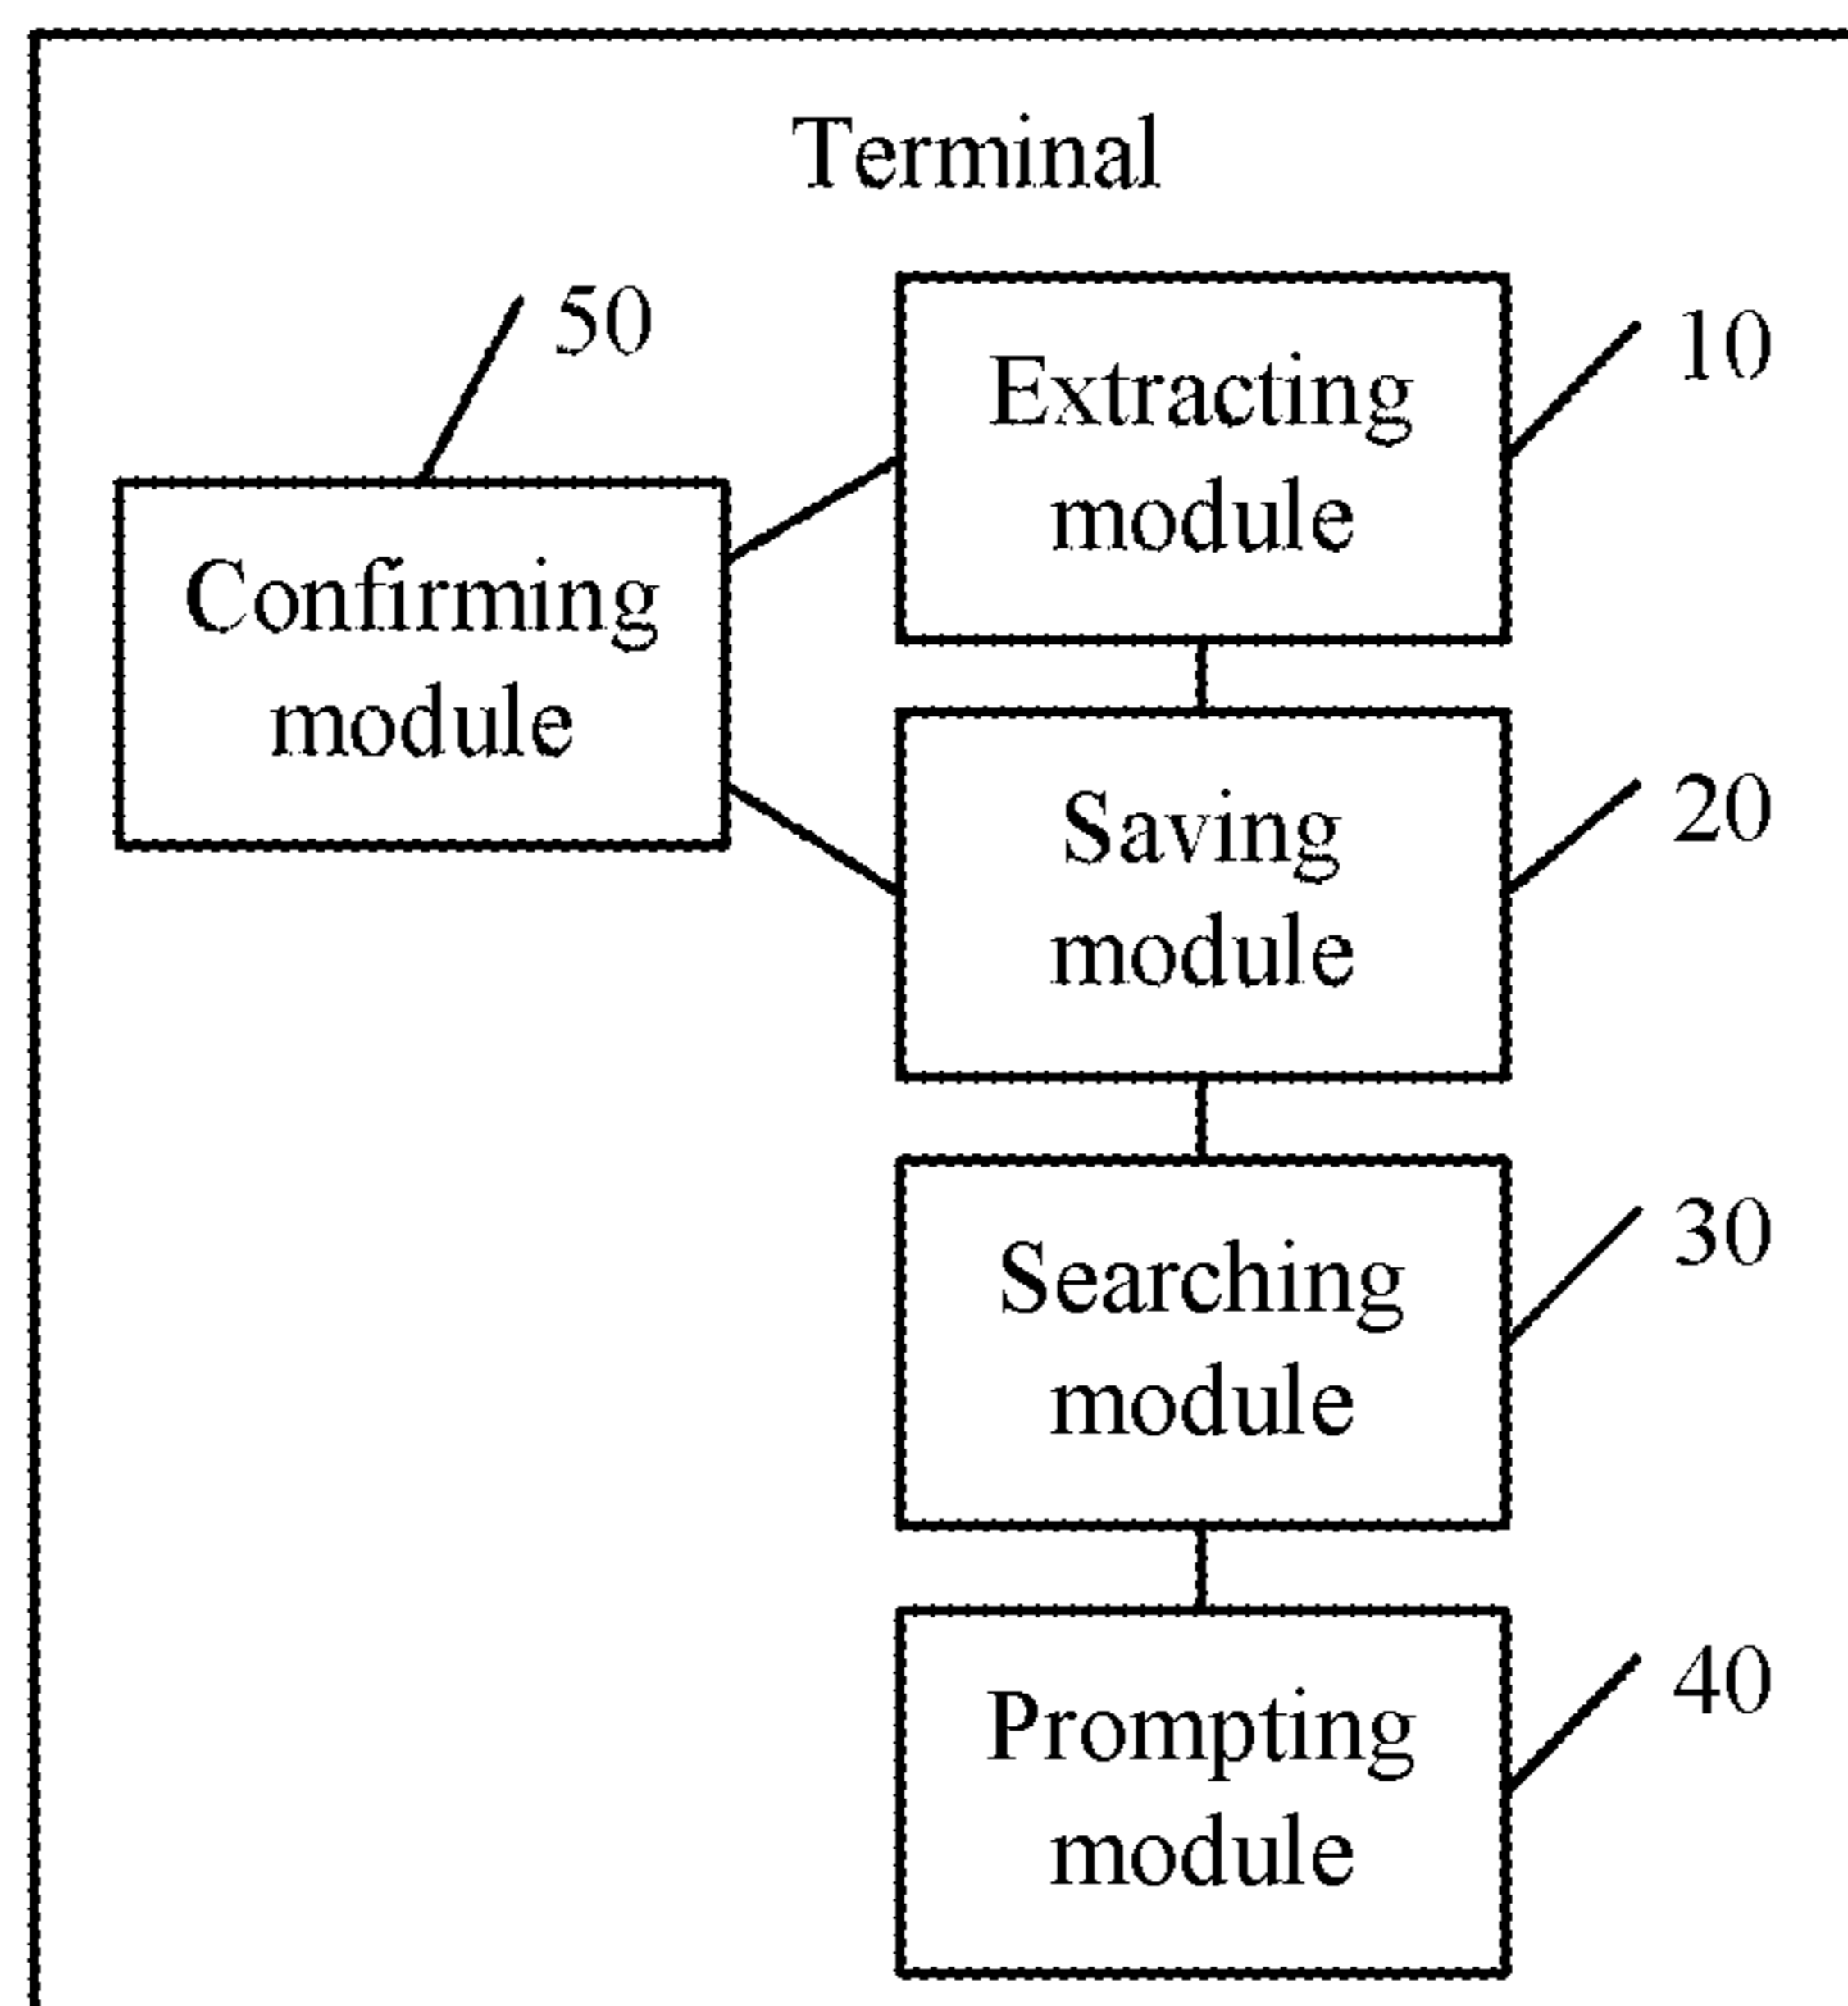 Terminal
50
10
Extracting
module
Confirming
module
20
Saving
module
30
Searching
module
40
Prompting
module